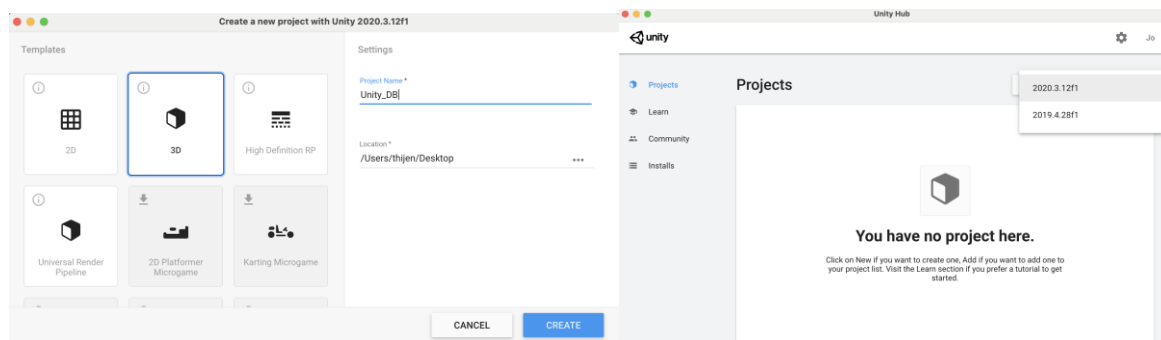 Create a new project with Unity 2020.3.12f1
Templates
2D
3D
High Definition RP
Universal Render
Pipeline
2D Platformer
Microgame
Karting Microgame
Settings
Project Name *
Unity_DB
Location *
/Users/thijen/Desktop
CANCEL
CREATE
Unity Hub
unity
Jo
Projects
Learn
Community
Installs
Projects
2020.3.12f1
2019.4.28f1
You have no project here.
Click on New if you want to create one, Add if you want to add one to
your project list. Visit the Learn section if you prefer a tutorial to get
started.